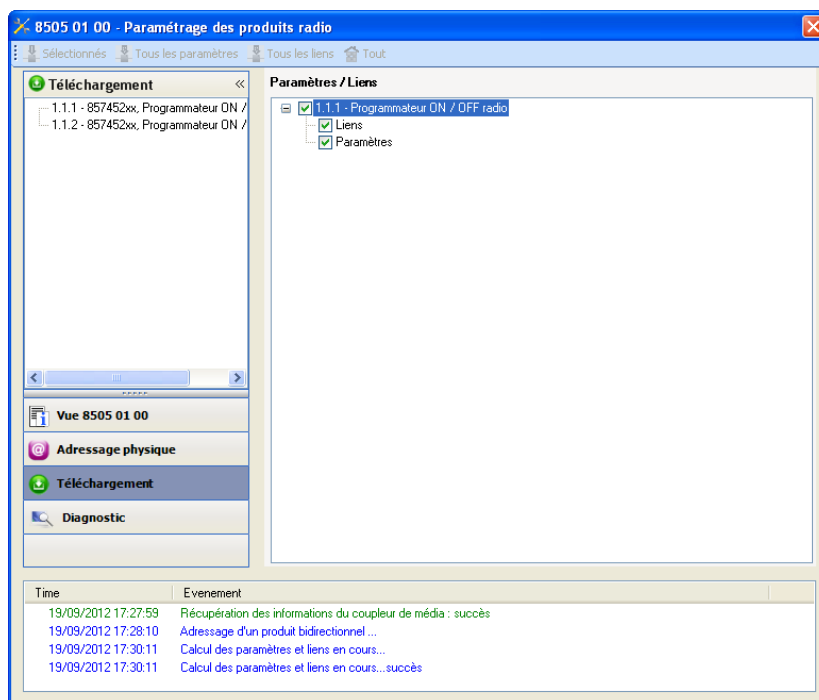 8505 01 00 - Paramétrage des produits radio
Sélectionnés Tous les paramètres Tous les liens Tout
Téléchargement «
1.1.1 - 857452xx, Programmateur ON /
1.1.2 - 857452xx, Programmateur ON /
Vue 8505 01 00
Adressage physique
Téléchargement
Diagnostic
Paramètres / Liens
1.1.1 - Programmateur ON / OFF radio
Liens
Paramètres
Time Evenement
19/09/2012 17:27:59 Récupération des informations du coupleur de média : succès
19/09/2012 17:28:10 Adressage d'un produit bidirectionnel ...
19/09/2012 17:30:11 Calcul des paramètres et liens en cours...
19/09/2012 17:30:11 Calcul des paramètres et liens en cours...succès